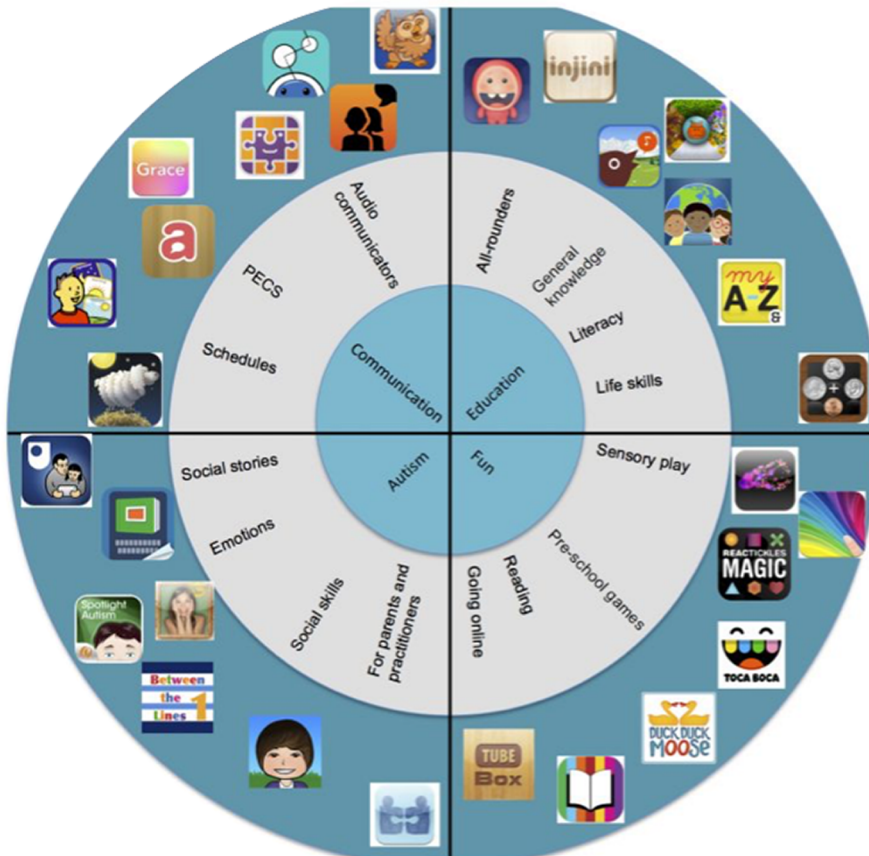 injini
Grace
a
my
A-Z
&
+
Audio
communicators
PECS
Schedules
Communication
All-rounders
General
knowledge
Literacy
Life skills
Education
Social stories
Emotions
Social skills
For parents and
practitioners
Autism
Fun
Sensory play
Pre-school games
Reading
Going online
Spotlight
Autism
Between
the
Lines 1
REACTICKLES
MAGIC
TOCA BOCA
DUCK DUCK
MOOSE
TUBE
Box